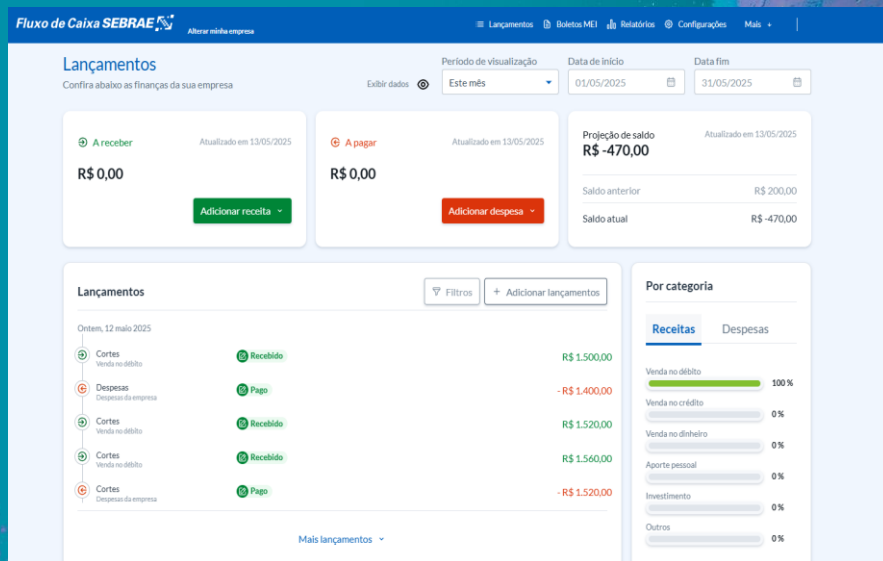 Fluxo de Caixa SEBRAE
Alterar minha empresa
Lançamentos
Boletos MEI
Relatórios
Configurações
Mais +
Lançamentos
Confira abaixo as finanças da sua empresa
Exibir dados
Período de visualização
Este mês
Data de início
01/05/2025
Data fim
31/05/2025
A receber
Atualizado em 13/05/2025
R$ 0,00
Adicionar receita
A pagar
Atualizado em 13/05/2025
R$ 0,00
Adicionar despesa
Projeção de saldo
Atualizado em 13/05/2025
R$ -470,00
Saldo anterior R$ 200,00
Saldo atual R$ -470,00
Lançamentos
Filtros
+ Adicionar lançamentos
Ontem, 12 maio 2025
Cortes Recebido R$ 1.500,00
Venda no débito
Despesas Pago - R$ 1.400,00
Despesas da empresa
Cortes Recebido R$ 1.520,00
Venda no débito
Cortes Recebido R$ 1.560,00
Venda no débito
Cortes Pago - R$ 1.520,00
Despesas da empresa
Mais lançamentos
Por categoria
Receitas Despesas
Venda no débito
100 %
Venda no crédito
0 %
Venda no dinheiro
0 %
Aporte pessoal
0 %
Investimento
0 %
Outros
0 %